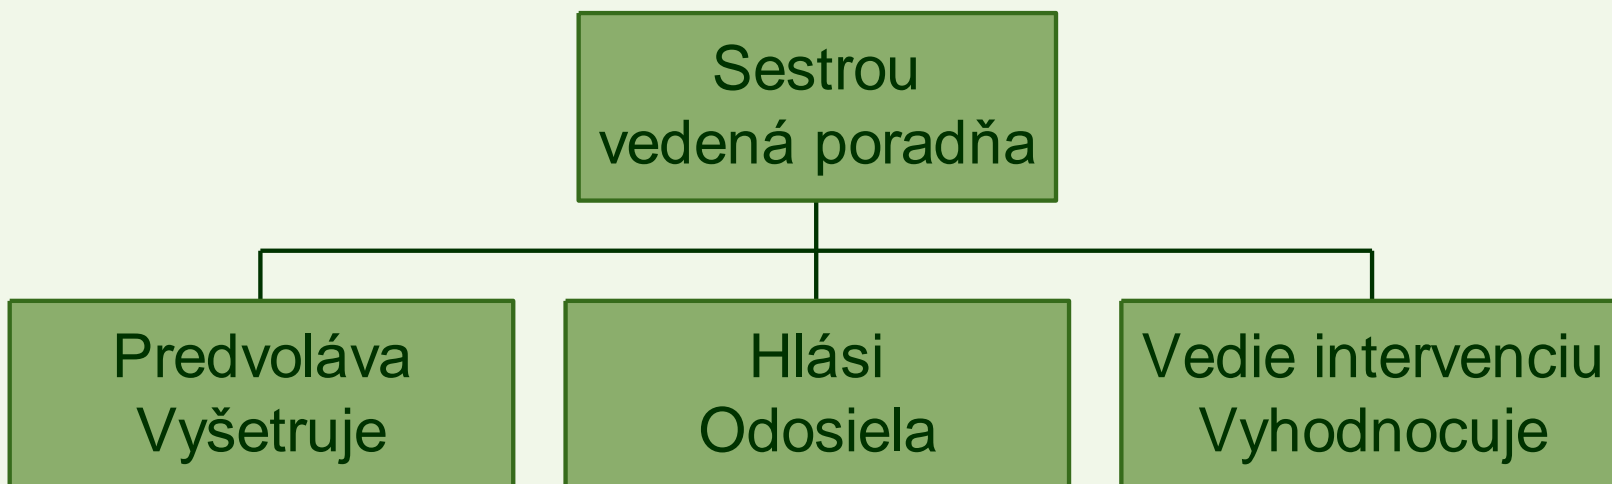 Sestrou
vedená poradňa
Predvoláva
Vyšetruje
Hlási
Odosiela
Vedie intervenciu
Vyhodnocuje